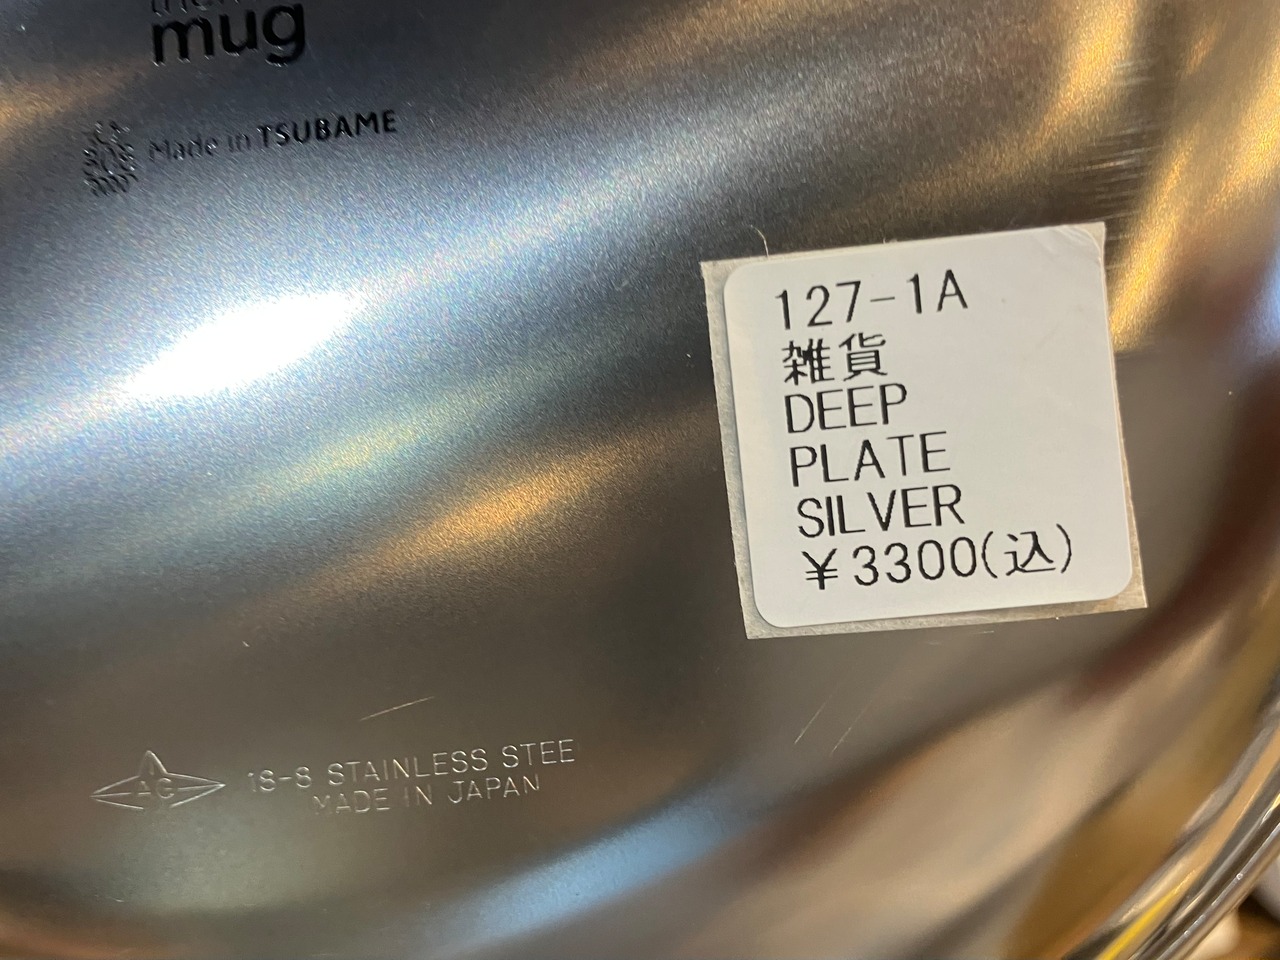 mug
Made in TSUBAME
127-1A
雑貨
DEEP
PLATE
SILVER
¥3300(込)
AG
18-8 STAINLESS STEE
MADE IN JAPAN